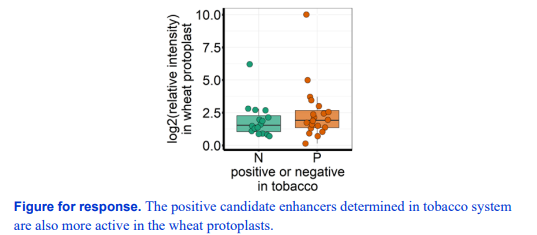 log2(relative intensity)
in wheat protoplast
10.0
7.5
5.0
2.5
0.0
N P
positive or negative
in tobacco
Figure for response. The positive candidate enhancers determined in tobacco system
are also more active in the wheat protoplasts.